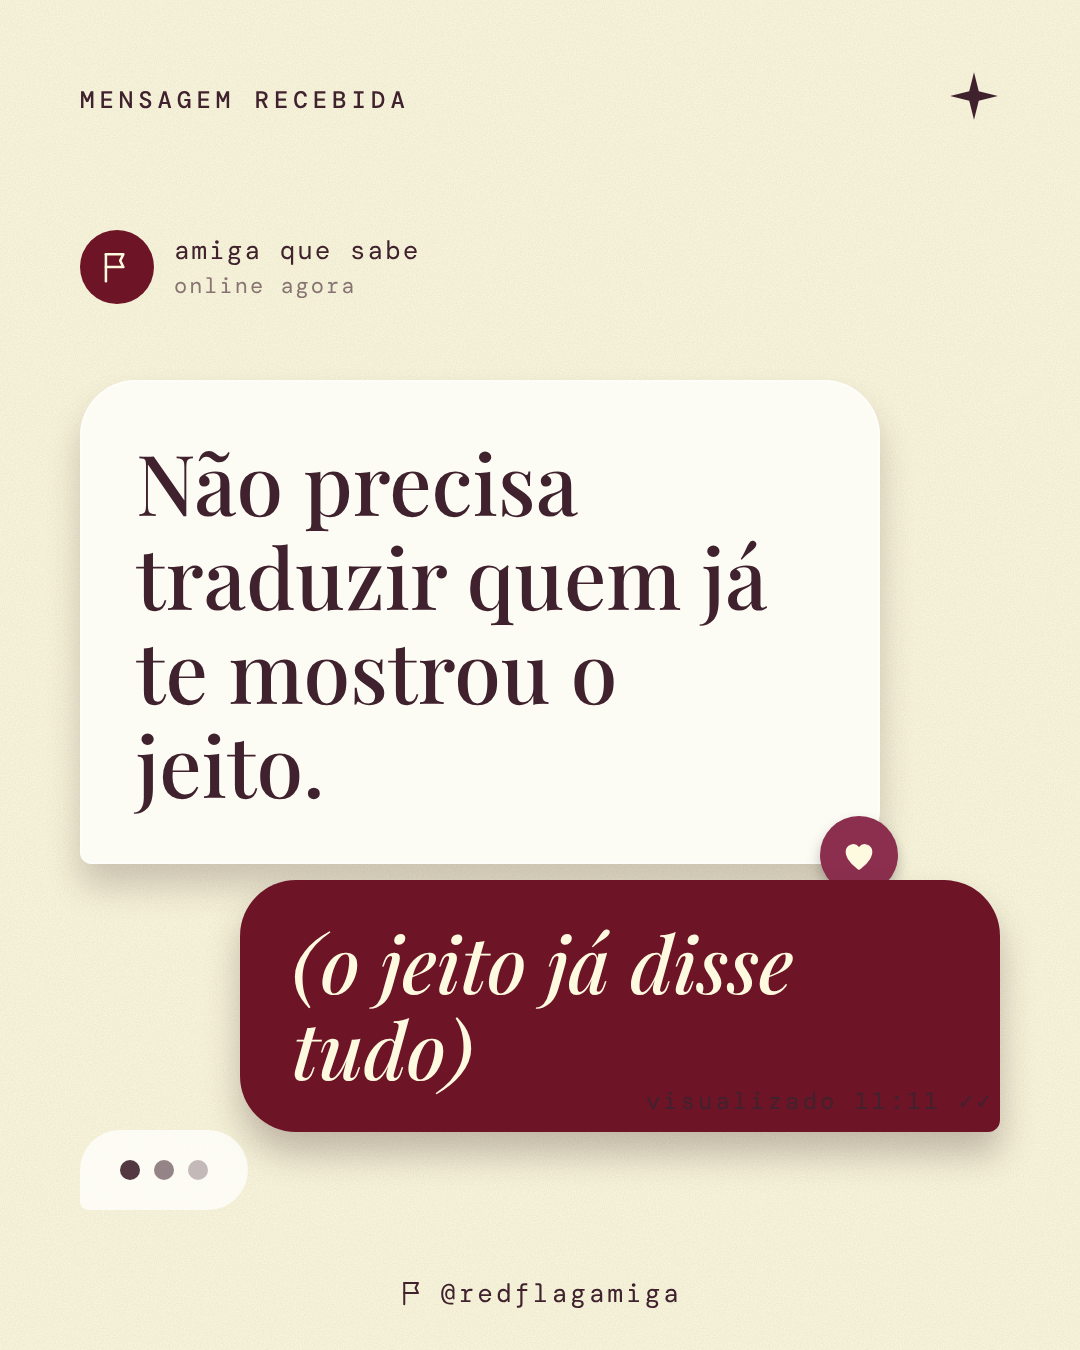 MENSAGEM RECEBIDA
amiga que sabe
online agora
Não precisa
traduzir quem já
te mostrou o
jeito.
(o jeito já disse
tudo)
visualizado 11:11 ✓✓
@redflagamiga